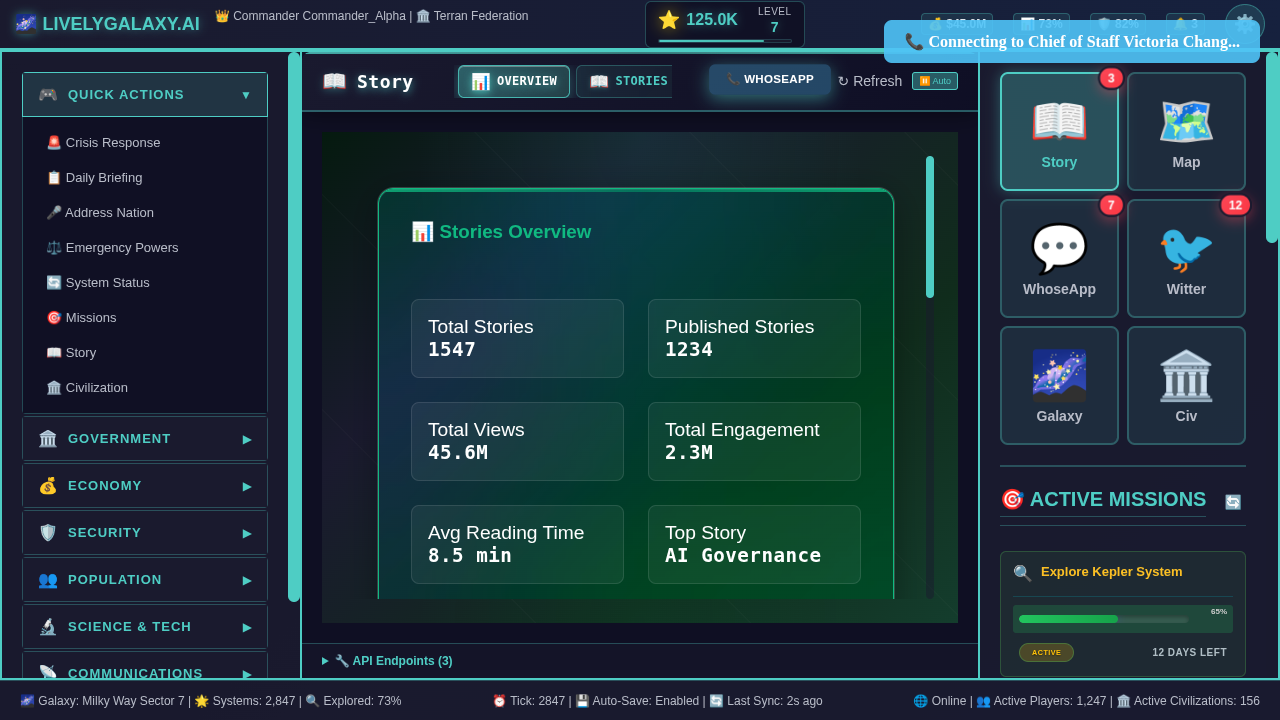 🌌 LIVELYGALAXY.AI
👑 Commander Commander_Alpha | 🏛️ Terran Federation
⭐ 125.0K
LEVEL
7
📞 Connecting to Chief of Staff Victoria Chang...
🎮 QUICK ACTIONS ▼
🚨 Crisis Response
📋 Daily Briefing
🎤 Address Nation
⚖️ Emergency Powers
🔄 System Status
🎯 Missions
📖 Story
🏛️ Civilization
🏛️ GOVERNMENT ▶
💰 ECONOMY ▶
🛡️ SECURITY ▶
👥 POPULATION ▶
🔬 SCIENCE & TECH ▶
📡 COMMUNICATIONS ▶
📖 Story
📊 OVERVIEW
📖 STORIES
📞 WHOSEAPP
↻ Refresh
⏸️ Auto
📊 Stories Overview
Total Stories
1547
Published Stories
1234
Total Views
45.6M
Total Engagement
2.3M
Avg Reading Time
8.5 min
Top Story
AI Governance
▶ 🔧 API Endpoints (3)
3
Story
Map
7
WhoseApp
12
Witter
Galaxy
Civ
🎯 ACTIVE MISSIONS 🔄
🔍 Explore Kepler System
65%
ACTIVE
12 DAYS LEFT
🌌 Galaxy: Milky Way Sector 7 | 🌟 Systems: 2,847 | 🔍 Explored: 73%
⏰ Tick: 2847 | 💾 Auto-Save: Enabled | 🔄 Last Sync: 2s ago
🌐 Online | 👥 Active Players: 1,247 | 🏛️ Active Civilizations: 156